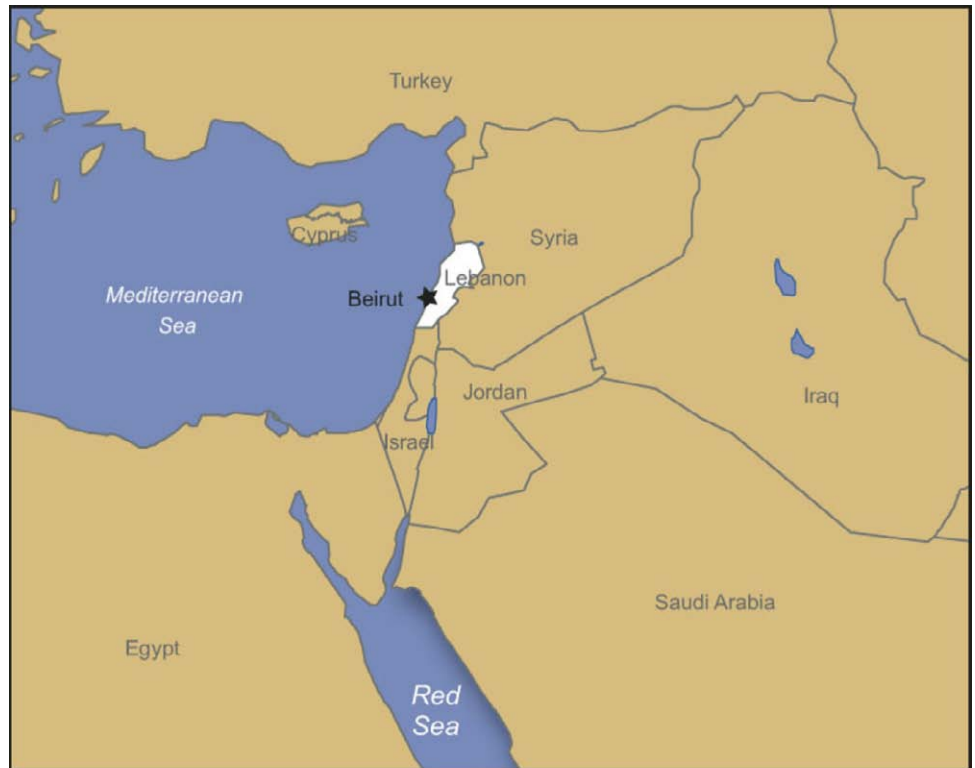 Turkey
Cyprus
Syria
Lebanon
Mediterranean
Sea
Beirut
Jordan
Iraq
Israel
Saudi Arabia
Egypt
Red
Sea